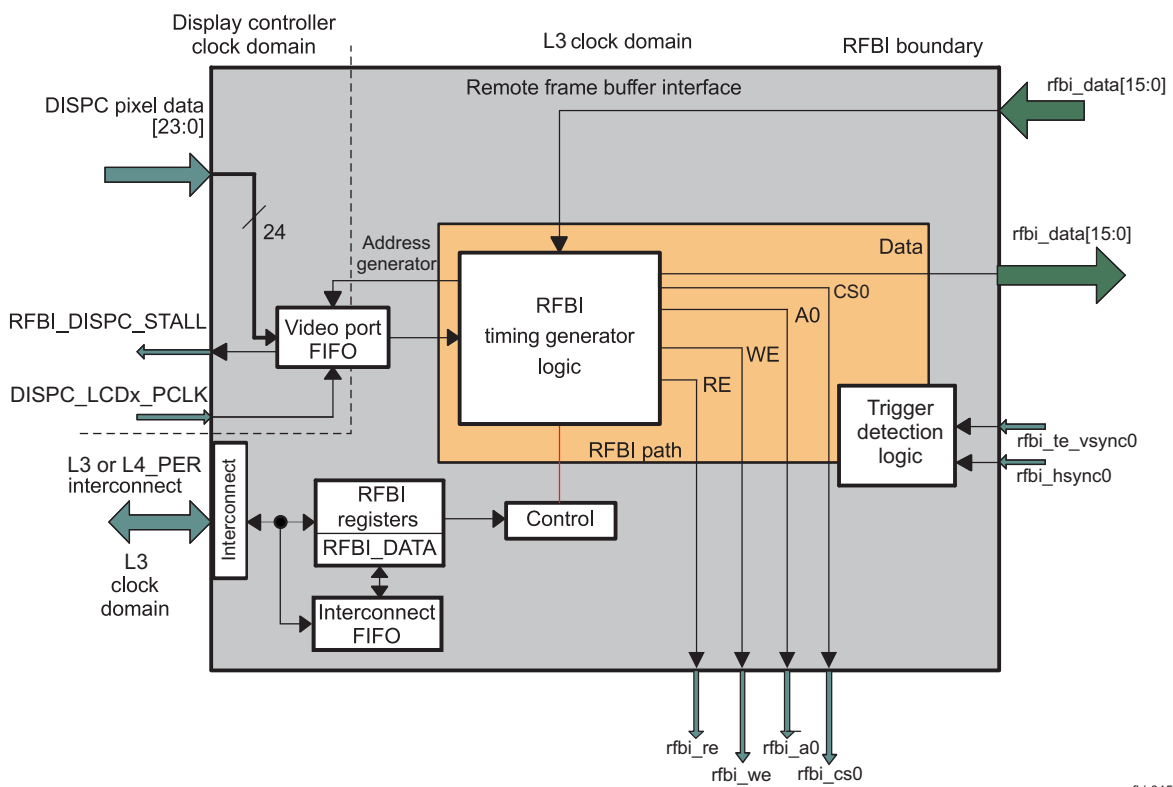 Display controller
clock domain
L3 clock domain
RFBI boundary
Remote frame buffer interface
DISPC pixel data
[23:0]
rfbi_data[15:0]
24
Address
generator
Data
rfbi_data[15:0]
RFBI
timing generator
logic
CS0
A0
WE
RE
RFBI_DISPC_STALL
Video port
FIFO
DISPC_LCDx_PCLK
Trigger
detection
logic
rfbi_te_vsync0
rfbi_hsync0
RFBI path
L3 or L4_PER
interconnect
Interconnect
RFBI
registers
RFBI_DATA
Control
L3
clock
domain
Interconnect
FIFO
rfbi_re
rfbi_we
rfbi_a0
rfbi_cs0